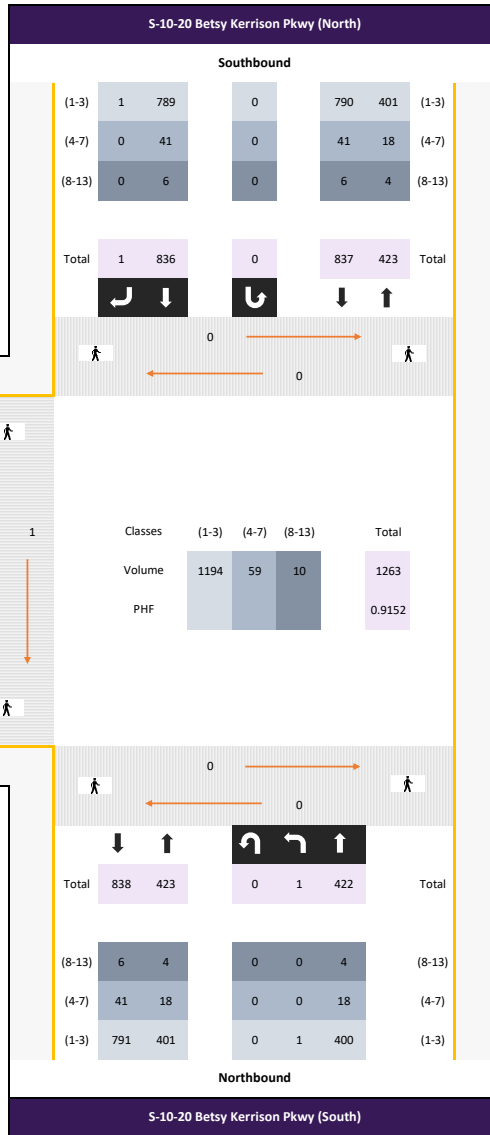 S-10-20 Betsy Kerrison Pkwy (North)
Southbound
(1-3) 1 789 0 790 401 (1-3)
(4-7) 0 41 0 41 18 (4-7)
(8-13) 0 6 0 6 4 (8-13)
Total 1 836 0 837 423 Total
0
0
1
Classes (1-3) (4-7) (8-13) Total
Volume 1194 59 10 1263
PHF 0.9152
0
0
Total 838 423 0 1 422 Total
(8-13) 6 4 0 0 4 (8-13)
(4-7) 41 18 0 0 18 (4-7)
(1-3) 791 401 0 1 400 (1-3)
Northbound
S-10-20 Betsy Kerrison Pkwy (South)